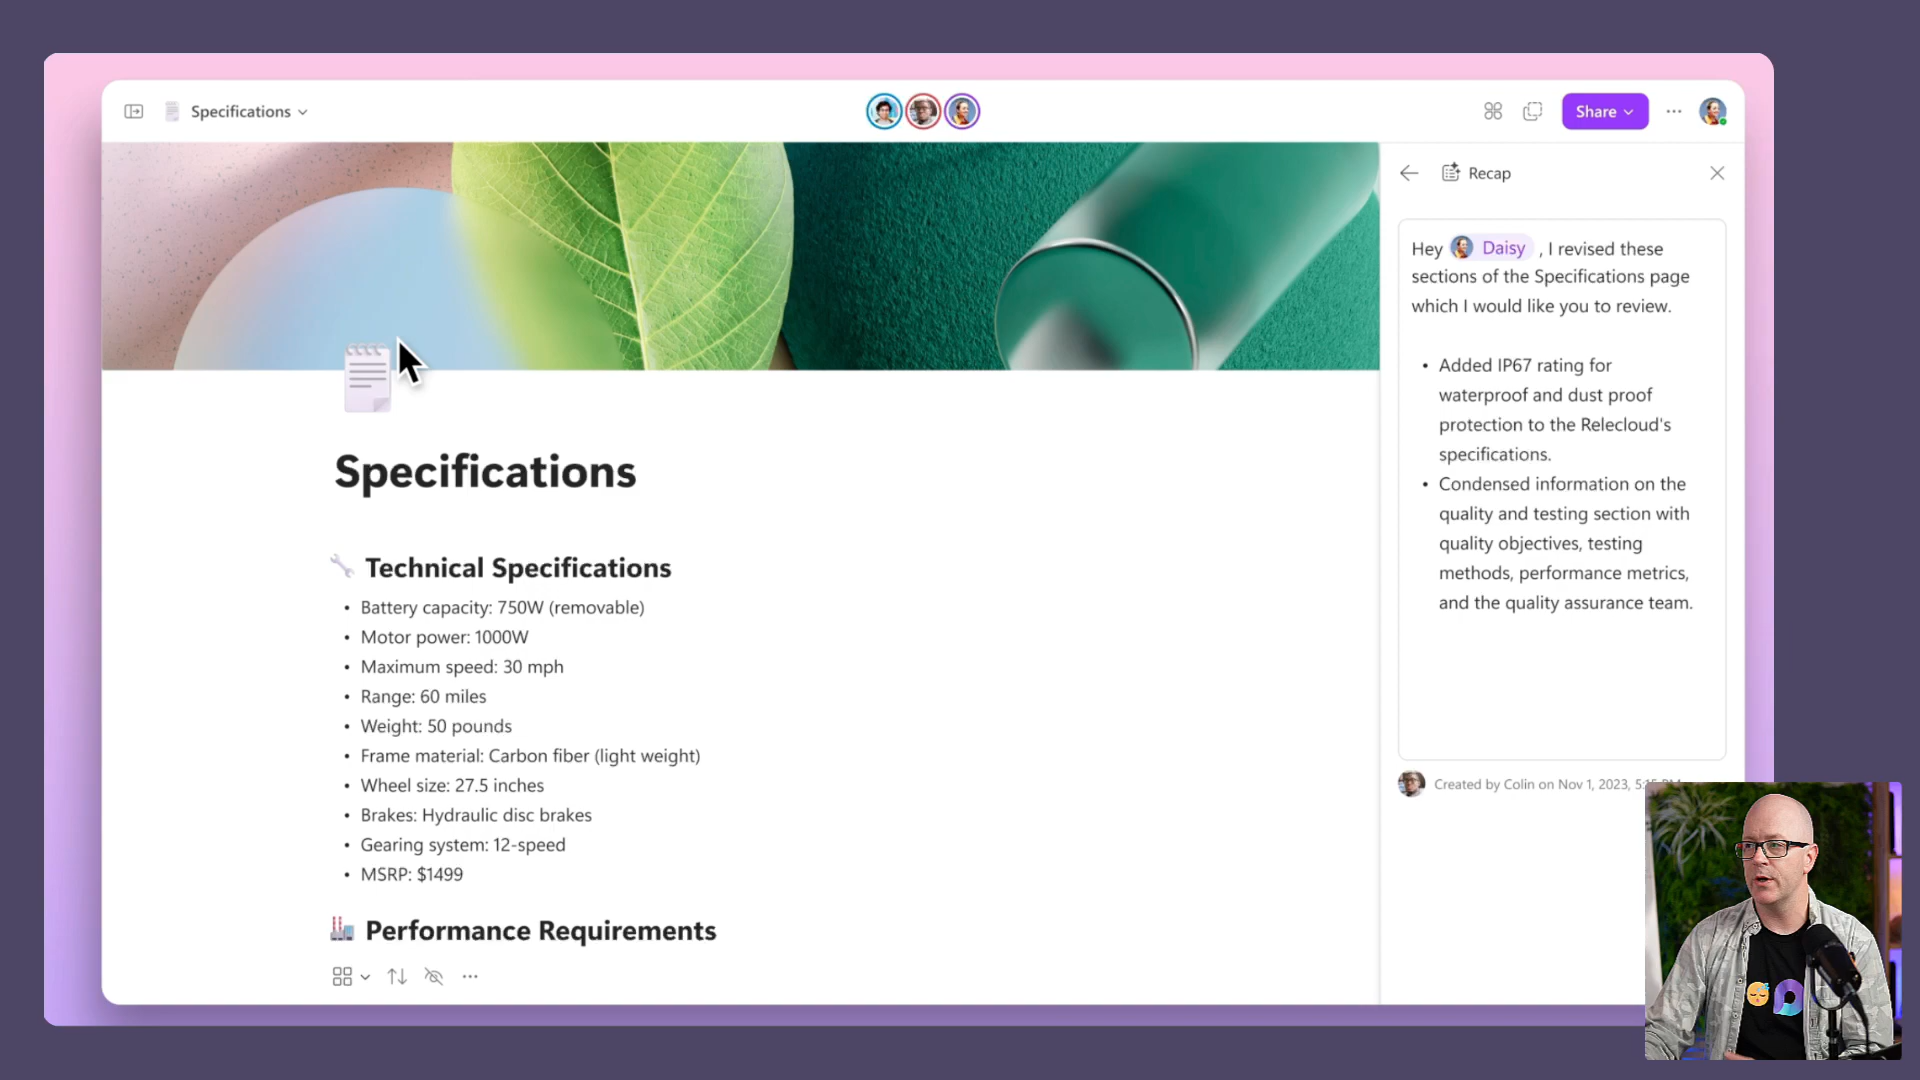 Specifications
Share
Recap
Hey Daisy , I revised these
sections of the Specifications page
which I would like you to review.
• Added IP67 rating for
waterproof and dust proof
protection to the Relecloud's
specifications.
• Condensed information on the
quality and testing section with
quality objectives, testing
methods, performance metrics,
and the quality assurance team.
Created by Colin on Nov 1, 2023,
Specifications
Technical Specifications
• Battery capacity: 750W (removable)
• Motor power: 1000W
• Maximum speed: 30 mph
• Range: 60 miles
• Weight: 50 pounds
• Frame material: Carbon fiber (light weight)
• Wheel size: 27.5 inches
• Brakes: Hydraulic disc brakes
• Gearing system: 12-speed
• MSRP: $1499
Performance Requirements